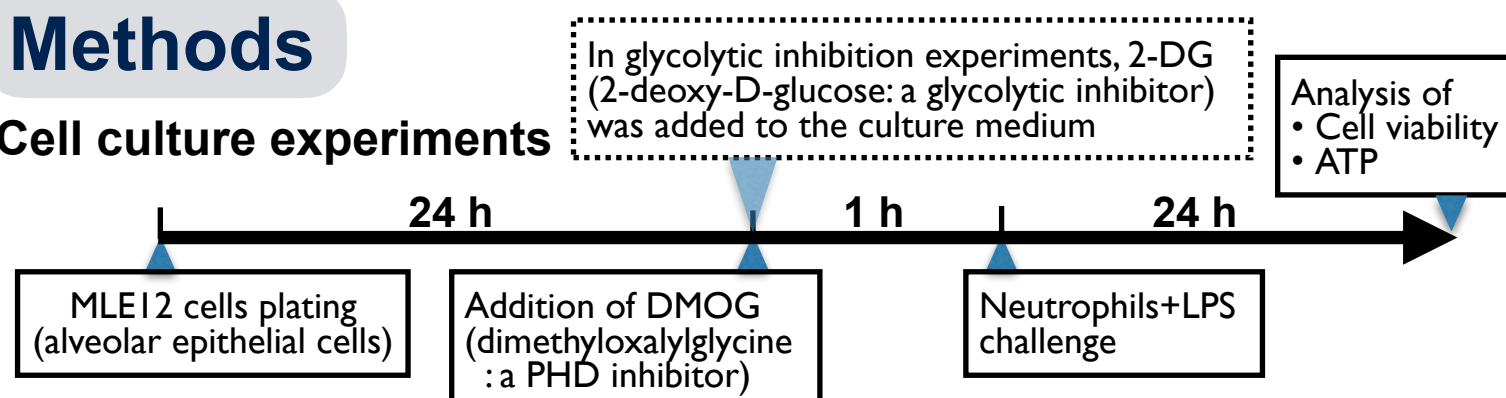 Methods
In glycolytic inhibition experiments, 2-DG
(2-deoxy-D-glucose: a glycolytic inhibitor)
was added to the culture medium
Analysis of
• Cell viability
• ATP
Cell culture experiments
24 h
1 h
24 h
MLE12 cells plating
(alveolar epithelial cells)
Addition of DMOG
(dimethyloxalylglycine
: a PHD inhibitor)
Neutrophils+LPS
challenge